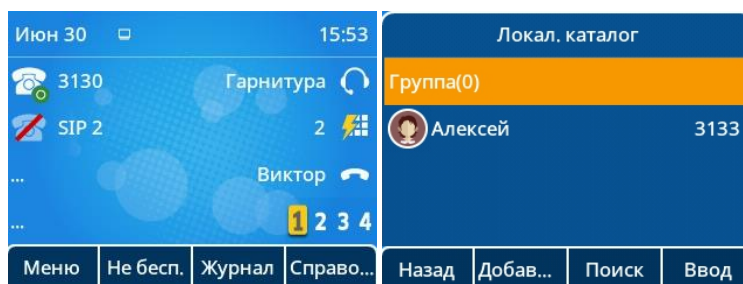 Июн 30 15:53
3130 Гарнитура
SIP 2 2
... Виктор
... 1 2 3 4
Меню Не бесп. Журнал Справо...
Локал. каталог
Группа(0)
Алексей 3133
Назад Добав... Поиск Ввод